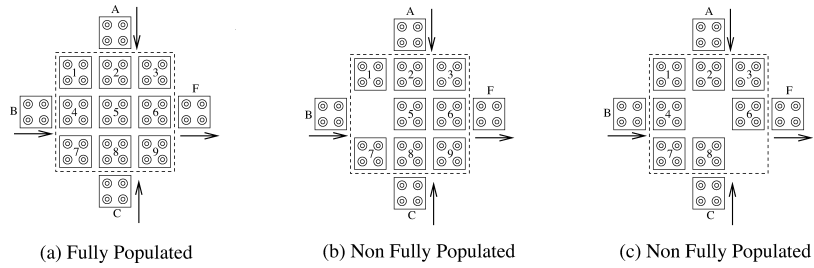 A
1 2 3
B 4 5 6 F
7 8 9
C
(a) Fully Populated
A
1 2 3
B 5 6 F
7 8 9
C
(b) Non Fully Populated
A
1 2 3
B 4 6 F
7 8
C
(c) Non Fully Populated